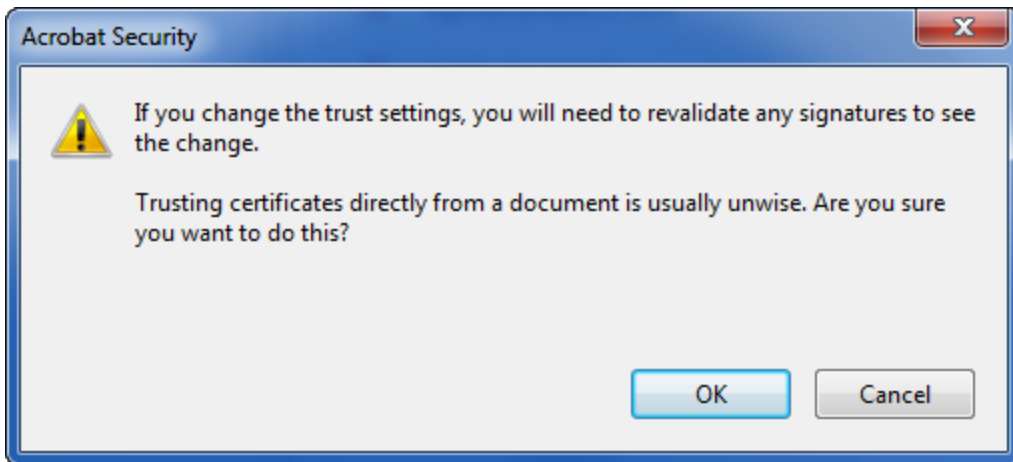 Acrobat Security
If you change the trust settings, you will need to revalidate any signatures to see
the change.
Trusting certificates directly from a document is usually unwise. Are you sure
you want to do this?
OK
Cancel